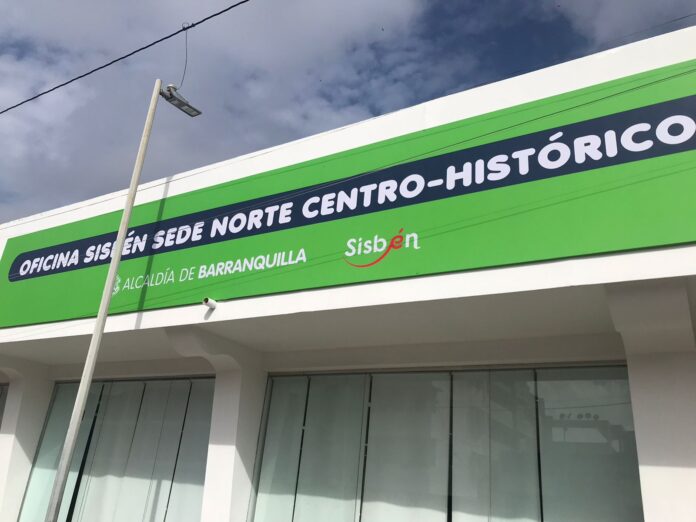 OFICINA SISBÉN SEDE NORTE CENTRO-HISTÓRICO
ALCALDÍA DE BARRANQUILLA
Sisbén